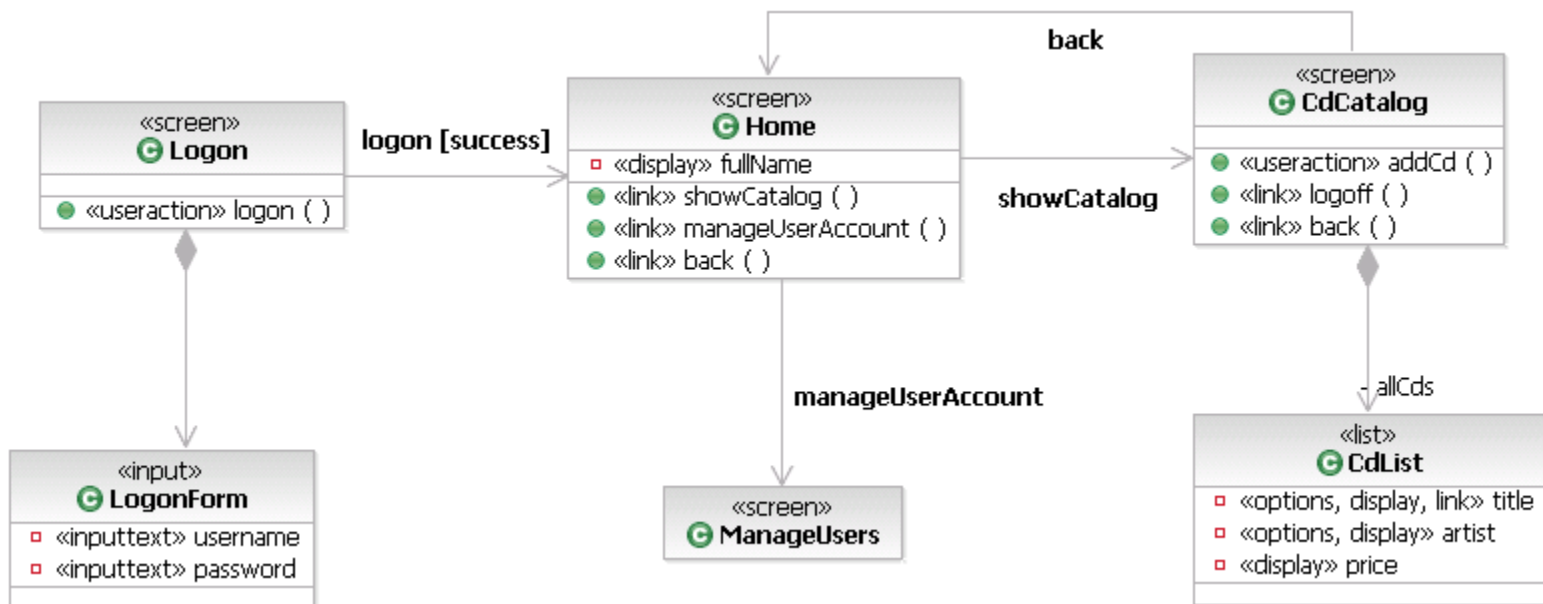 back
«screen»
Logon
«useraction» logon ( )
logon [success]
«screen»
Home
«display» fullName
«link» showCatalog ( )
«link» manageUserAccount ( )
«link» back ( )
showCatalog
«screen»
CdCatalog
«useraction» addCd ( )
«link» logoff ( )
«link» back ( )
manageUserAccount
- allCds
«input»
LogonForm
«inputtext» username
«inputtext» password
«screen»
ManageUsers
«list»
CdList
«options, display, link» title
«options, display» artist
«display» price